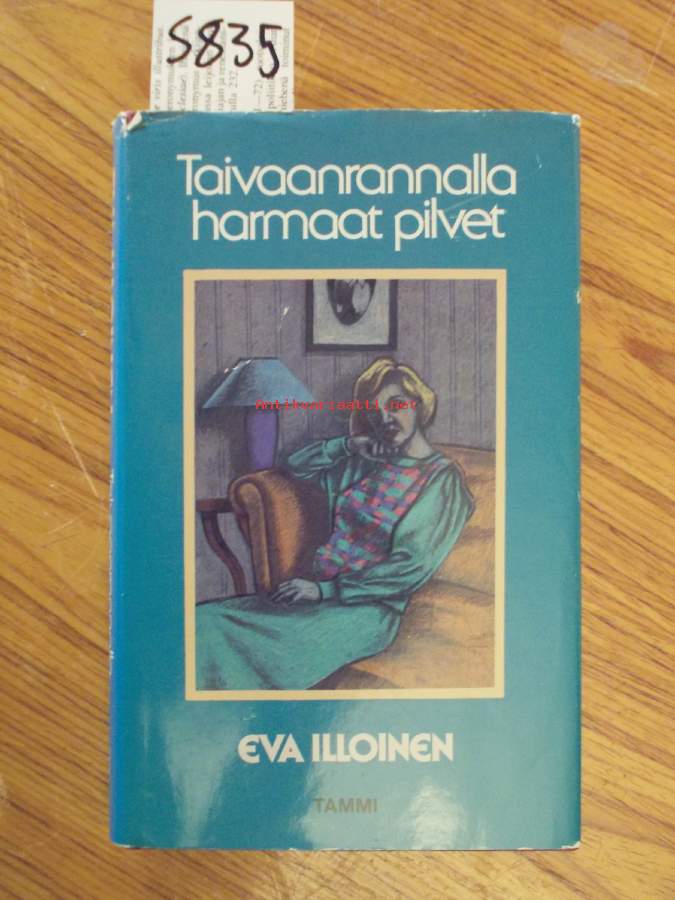 S835
Taivaanrannalla
harmaat pilvet
Antikvariaatti.net
EVA ILLOINEN
TAMMI